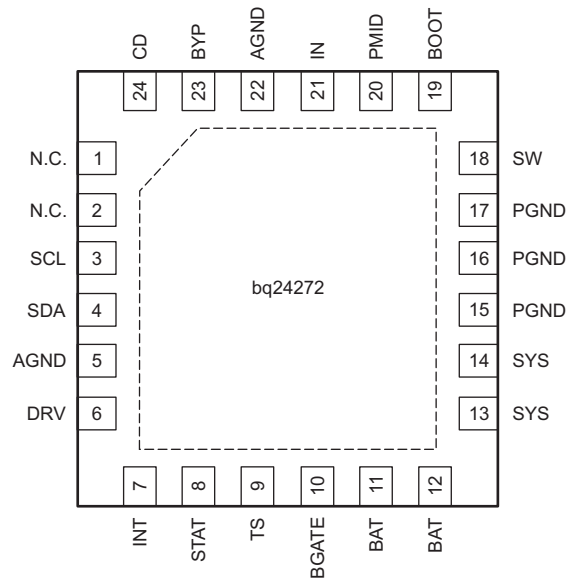 CD BYP AGND IN PMID BOOT
24 23 22 21 20 19
N.C. 1 18 SW
N.C. 2 17 PGND
SCL 3 16 PGND
bq24272
SDA 4 15 PGND
AGND 5 14 SYS
DRV 6 13 SYS
7 8 9 10 11 12
INT STAT TS BGATE BAT BAT